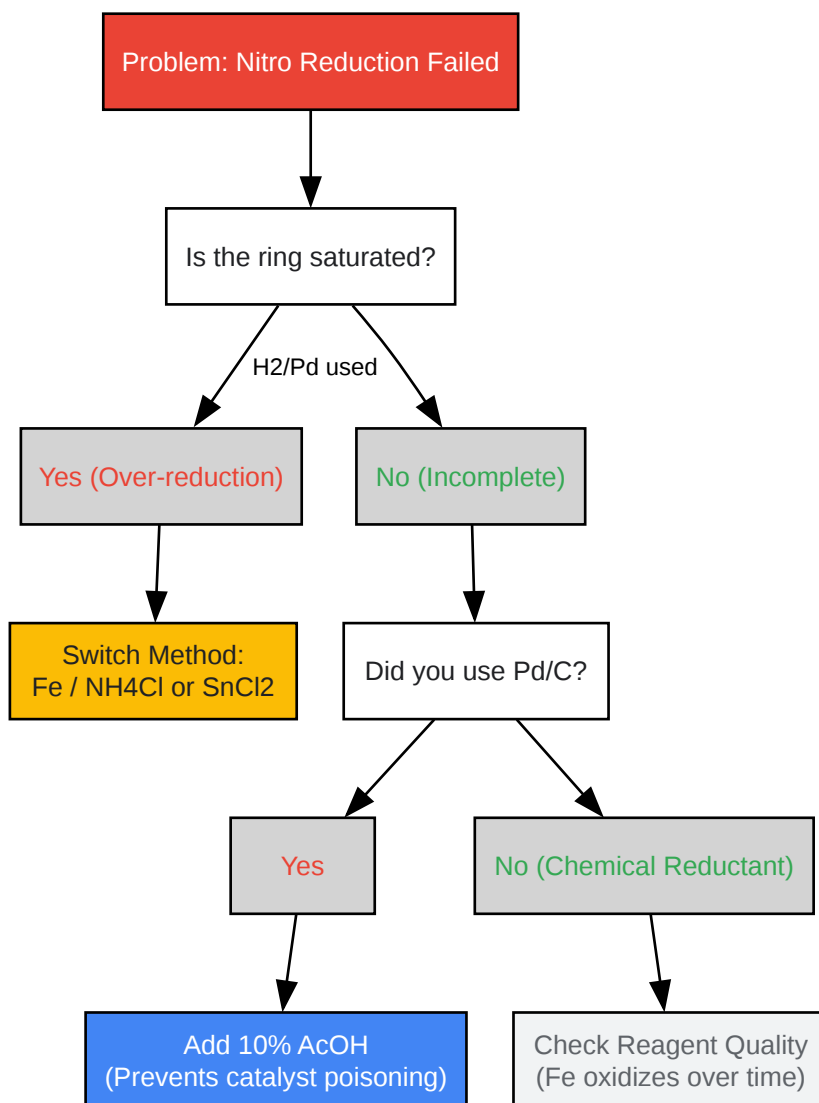 Problem: Nitro Reduction Failed
Is the ring saturated?
H2/Pd used
Yes (Over-reduction)
No (Incomplete)
Switch Method:
Fe / NH4Cl or SnCl2
Did you use Pd/C?
Yes
No (Chemical Reductant)
Add 10% AcOH
(Prevents catalyst poisoning)
Check Reagent Quality
(Fe oxidizes over time)